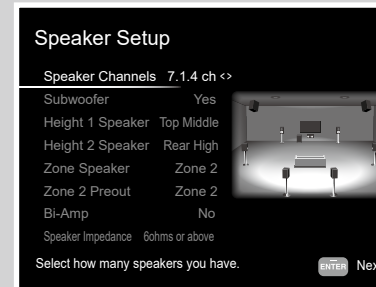 Speaker Setup
Speaker Channels 7.1.4 ch <>
Subwoofer Yes
Height 1 Speaker Top Middle
Height 2 Speaker Rear High
Zone Speaker Zone 2
Zone 2 Preout Zone 2
Bi-Amp No
Speaker Impedance 6ohms or above
Select how many speakers you have.
ENTER